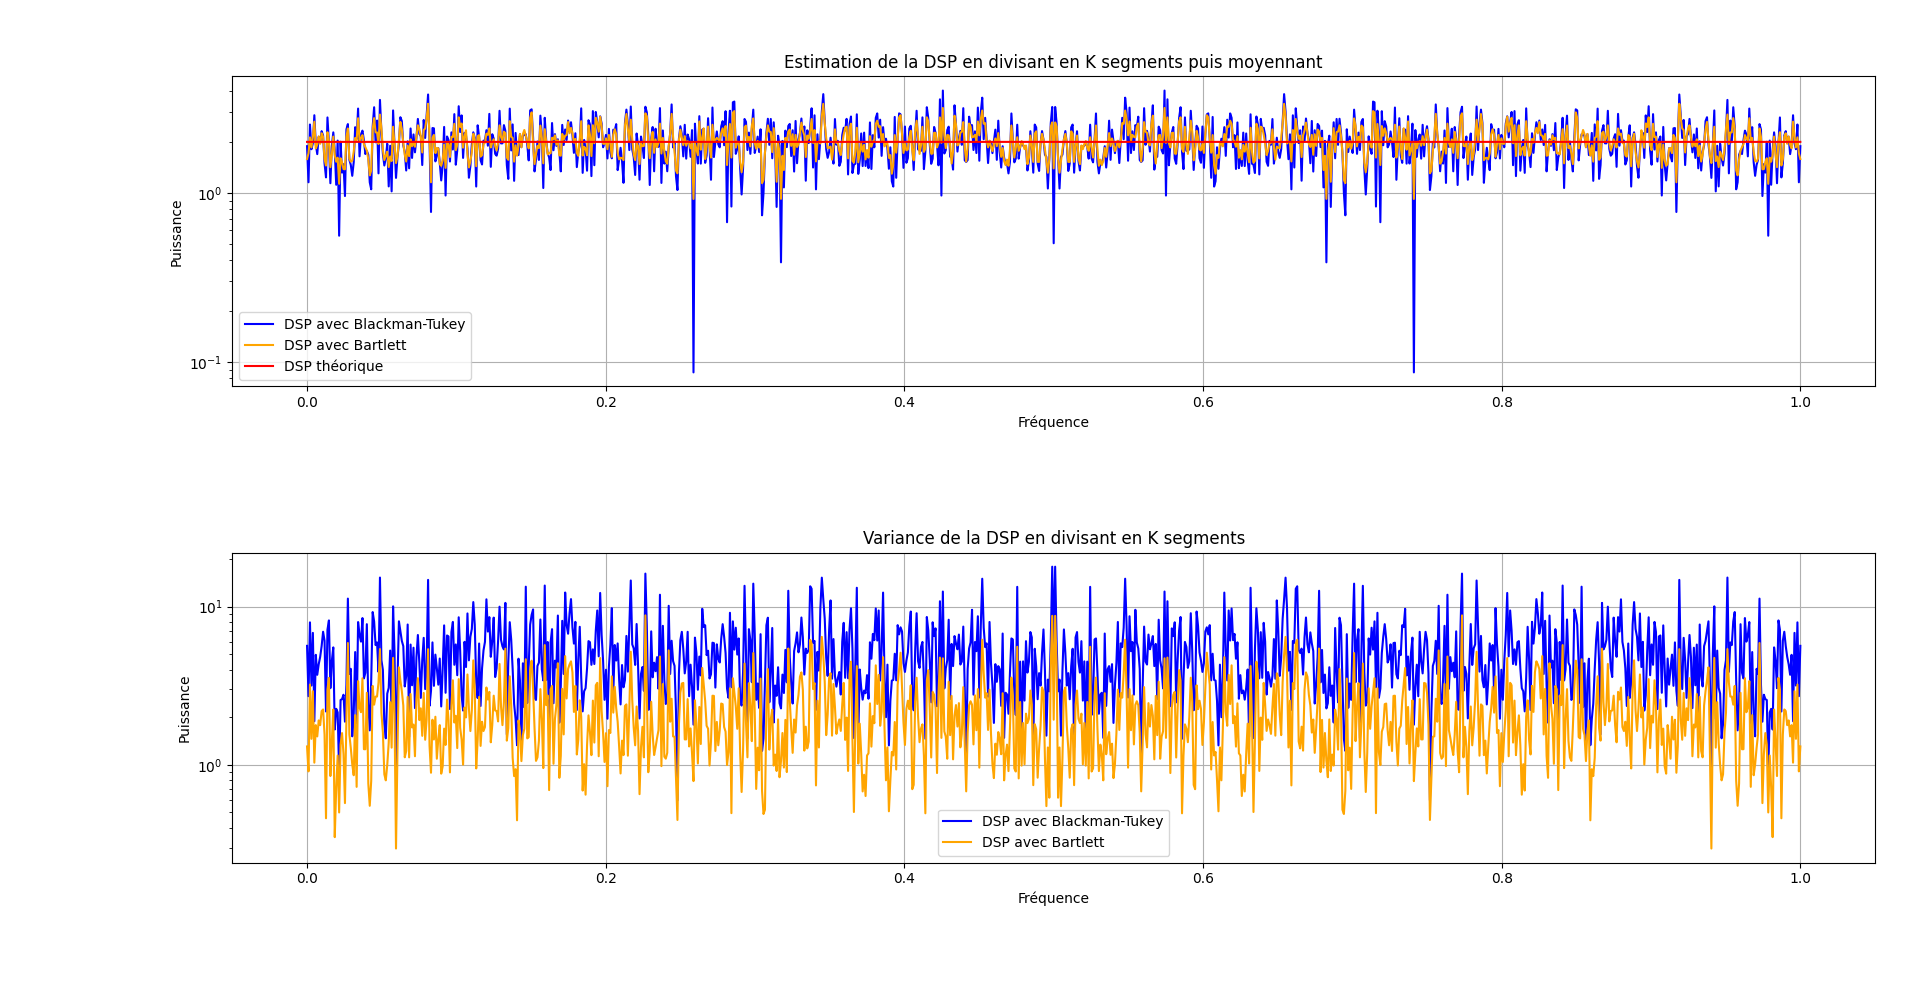 Estimation de la DSP en divisant en K segments puis moyennant
Puissance
10⁰
10⁻¹
DSP avec Blackman-Tukey
DSP avec Bartlett
DSP théorique
0.0 0.2 0.4 0.6 0.8 1.0
Fréquence
Variance de la DSP en divisant en K segments
Puissance
10¹
10⁰
DSP avec Blackman-Tukey
DSP avec Bartlett
0.0 0.2 0.4 0.6 0.8 1.0
Fréquence